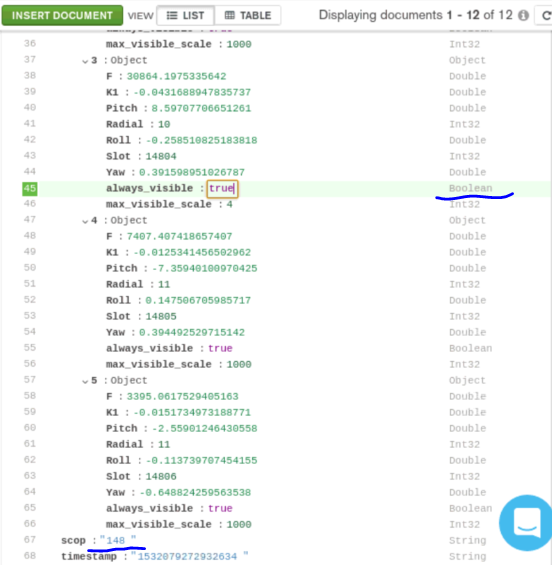 INSERT DOCUMENT VIEW LIST TABLE Displaying documents 1 - 12 of 12
36 max_visible_scale : 1000 Int32
37 3 : Object Object
38 F : 30864.1975335642 Double
39 K1 : -0.0431688947835737 Double
40 Pitch : 8.59707706651261 Double
41 Radial : 10 Int32
42 Roll : -0.258510825183818 Double
43 Slot : 14804 Int32
44 Yaw : 0.391598951026787 Double
45 always_visible : true Boolean
46 max_visible_scale : 4 Int32
47 4 : Object Object
48 F : 7407.407418657407 Double
49 K1 : -0.0125341456502962 Double
50 Pitch : -7.35940100970425 Double
51 Radial : 11 Int32
52 Roll : 0.147506705985717 Double
53 Slot : 14805 Int32
54 Yaw : 0.394492529715142 Double
55 always_visible : true Boolean
56 max_visible_scale : 1000 Int32
57 5 : Object Object
58 F : 3395.0617529405163 Double
59 K1 : -0.0151734973188771 Double
60 Pitch : -2.55901246430558 Double
61 Radial : 11 Int32
62 Roll : -0.113739707454155 Double
63 Slot : 14806 Int32
64 Yaw : -0.648824259563538 Double
65 always_visible : true Boolean
66 max_visible_scale : 1000 Int32
67 scop : "148 " String
68 timestamp : "1532079272932634 " String